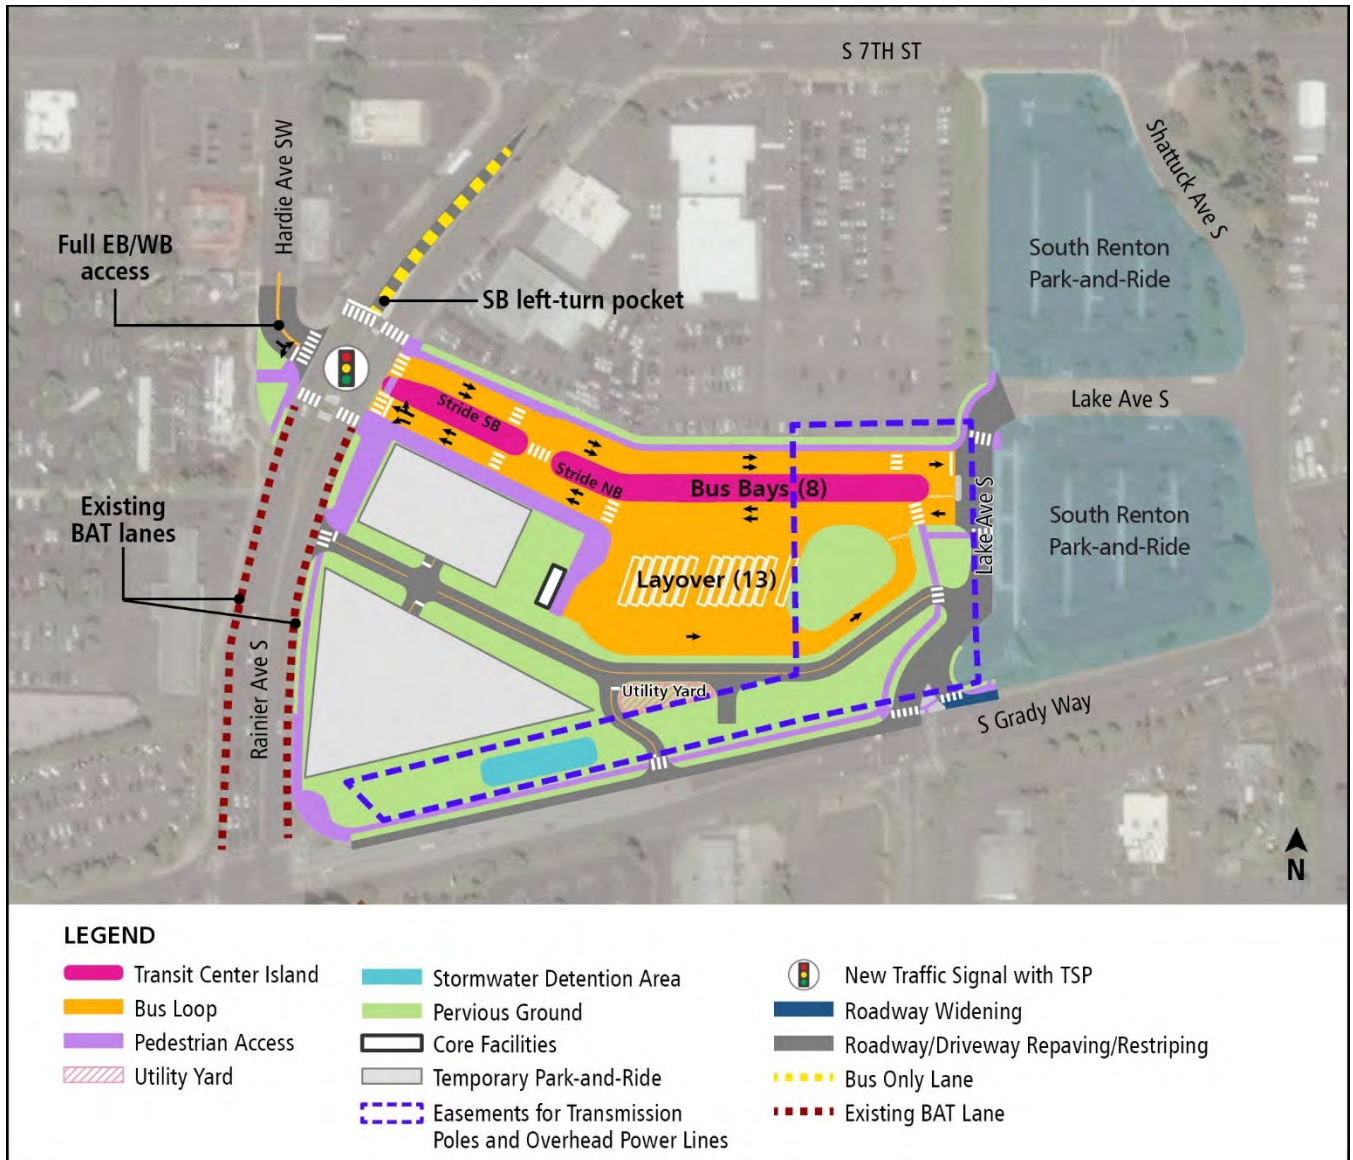 S 7TH ST
Hardie Ave SW
Shattuck Ave S
Full EB/WB
access
South Renton
Park-and-Ride
SB left-turn pocket
Lake Ave S
Stride SB
Stride NB
Bus Bays (8)
Existing
BAT lanes
Lake Ave S
South Renton
Park-and-Ride
Layover (13)
Rainier Ave S
Utility Yard
S Grady Way
N
LEGEND
Transit Center Island
Bus Loop
Pedestrian Access
Utility Yard
Stormwater Detention Area
Pervious Ground
Core Facilities
Temporary Park-and-Ride
Easements for Transmission
Poles and Overhead Power Lines
New Traffic Signal with TSP
Roadway Widening
Roadway/Driveway Repaving/Restriping
Bus Only Lane
Existing BAT Lane